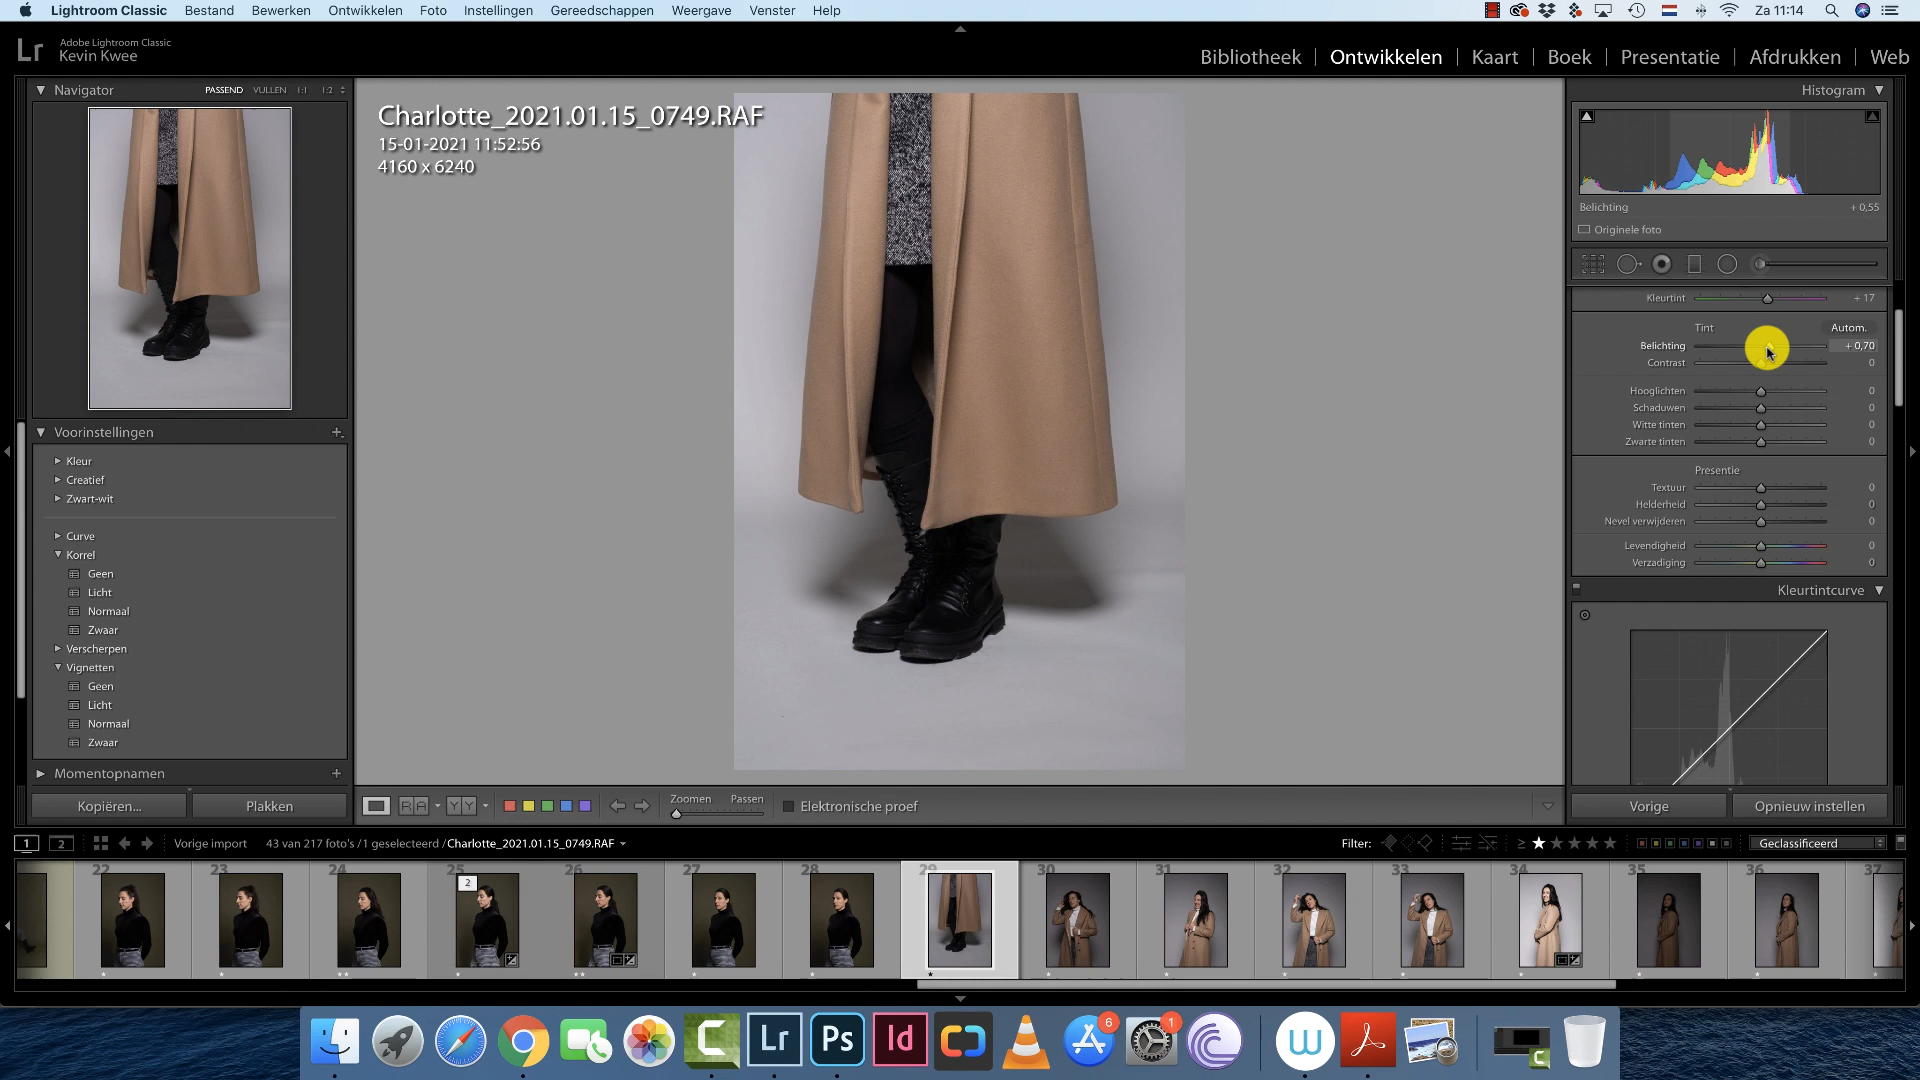 Lightroom Classic Bestand Bewerken Ontwikkelen Foto Instellingen Gereedschappen Weergave Venster Help Za 11:14
Lr Adobe Lightroom Classic
Kevin Kwee
Bibliotheek Ontwikkelen Kaart Boek Presentatie Afdrukken Web
Navigator PASSEND VULLEN 1:1 1:2
Histogram
Charlotte_2021.01.15_0749.RAF
15-01-2021 11:52:56
4160 x 6240
Belichting + 0,55
Originele foto
Kleurtint + 17
Tint Autom.
Belichting + 0,70
Contrast 0
Hooglichten 0
Schaduwen 0
Witte tinten 0
Zwarte tinten 0
Presentie
Textuur 0
Helderheid 0
Nevel verwijderen 0
Levendigheid 0
Verzadiging 0
Kleurtintcurve
Voorinstellingen
Kleur
Creatief
Zwart-wit
Curve
Korrel
Geen
Licht
Normaal
Zwaar
Verscherpen
Vignetten
Geen
Licht
Normaal
Zwaar
Momentopnamen
Kopiëren... Plakken
R A Y Y Zoomen Passen Elektronische proef
Vorige Opnieuw instellen
1 2 Vorige import 43 van 217 foto's /1 geselecteerd /Charlotte_2021.01.15_0749.RAF Filter: ≥ Geclassificeerd
22 23 24 25 26 27 28 29 30 31 32 33 34 35 36 37
2
Lr Ps Id 6 1 W